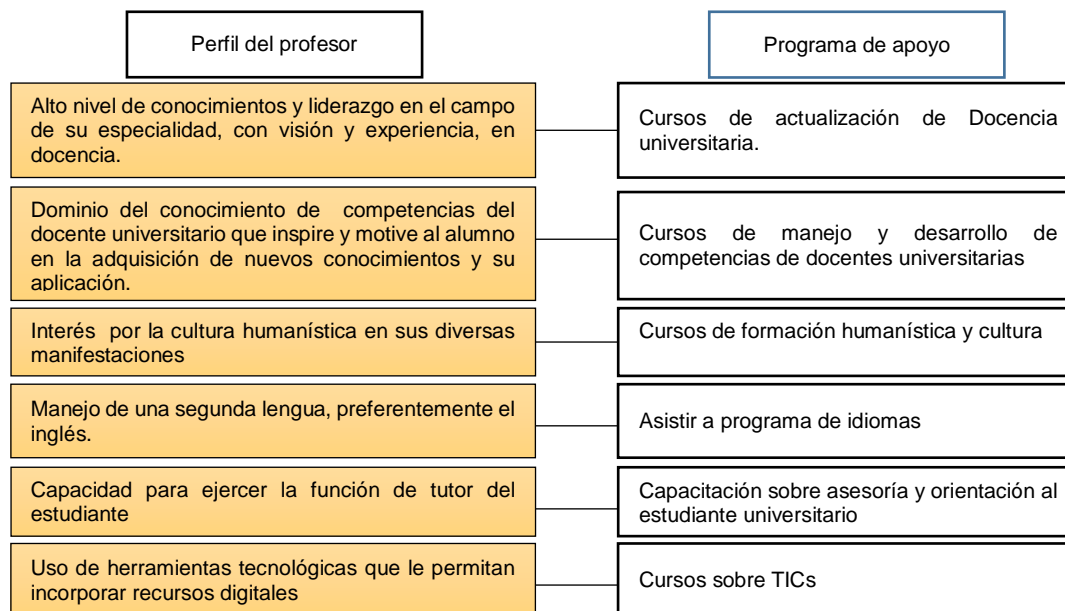 Perfil del profesor
Programa de apoyo
Alto nivel de conocimientos y liderazgo en el campo
de su especialidad, con visión y experiencia, en
docencia.
Cursos de actualización de Docencia
universitaria.
Dominio del conocimiento de competencias del
docente universitario que inspire y motive al alumno
en la adquisición de nuevos conocimientos y su
aplicación.
Cursos de manejo y desarrollo de
competencias de docentes universitarias
Interés por la cultura humanística en sus diversas
manifestaciones
Cursos de formación humanística y cultura
Manejo de una segunda lengua, preferentemente el
inglés.
Asistir a programa de idiomas
Capacidad para ejercer la función de tutor del
estudiante
Capacitación sobre asesoría y orientación al
estudiante universitario
Uso de herramientas tecnológicas que le permitan
incorporar recursos digitales
Cursos sobre TICs